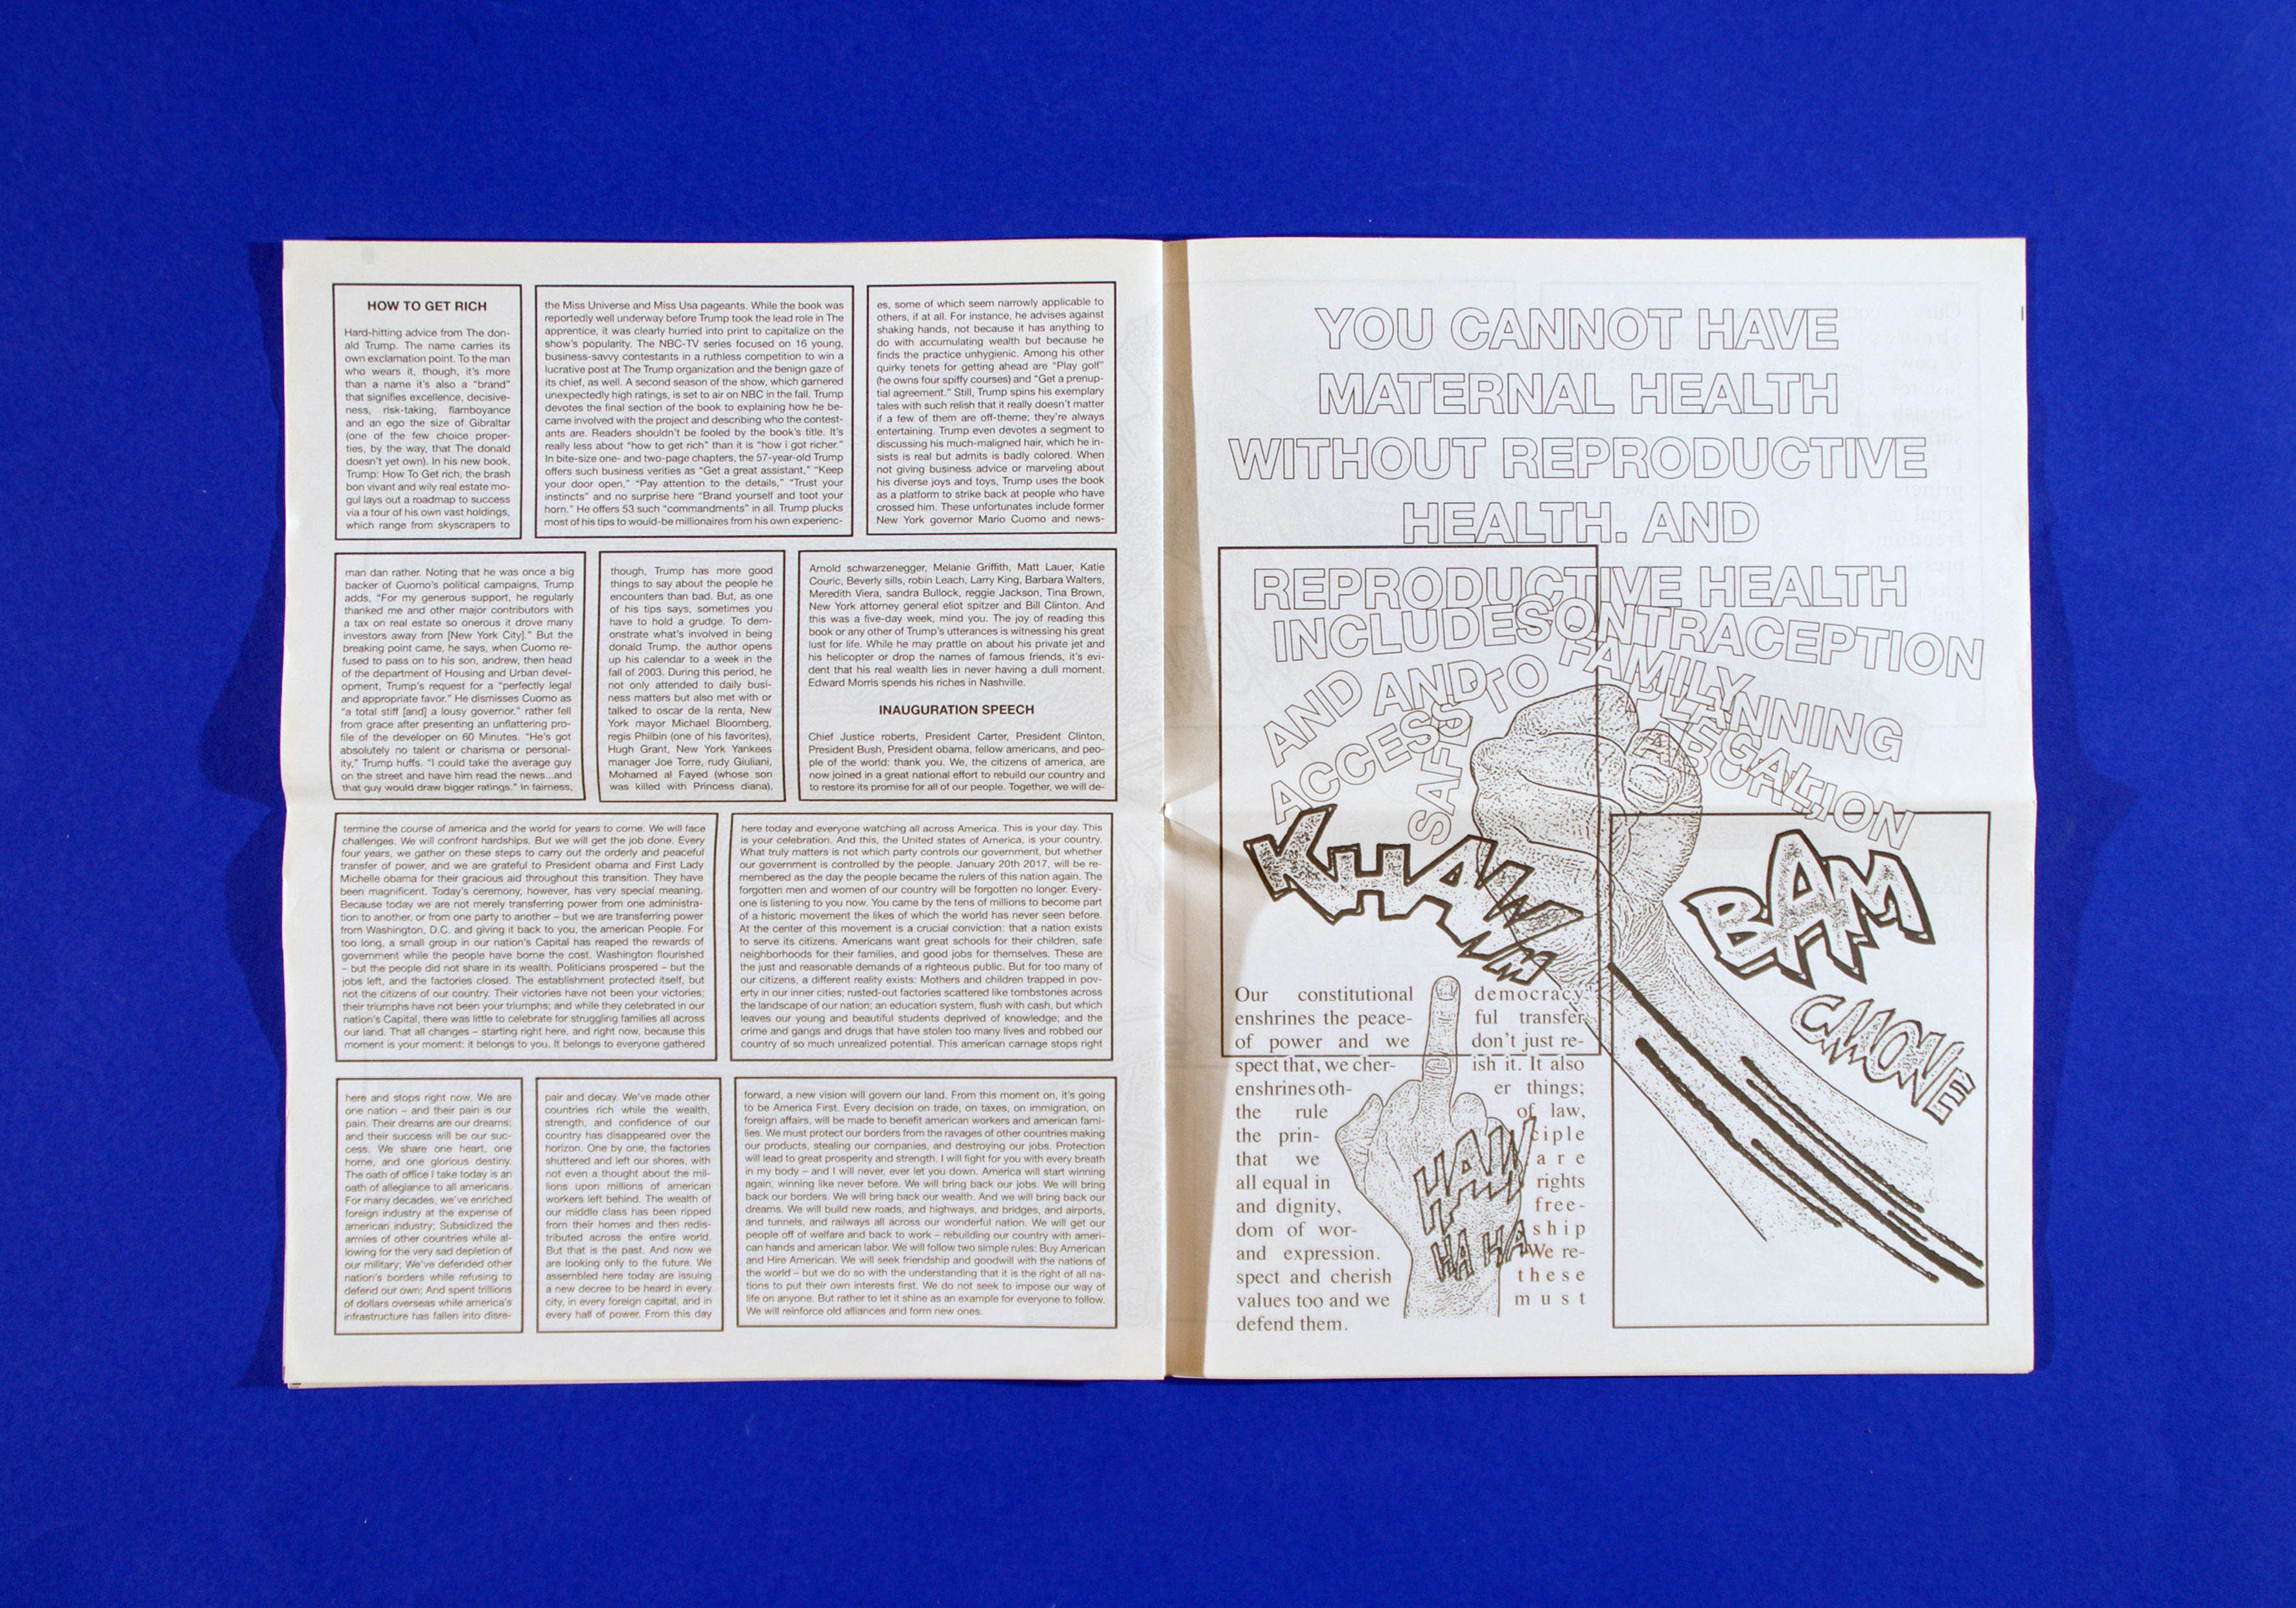 HOW TO GET RICH
Hard-hitting advice from The don-
ald Trump. The name carries its
own exclamation point. To the man
who wears it, though, it's more
than a name it's also a "brand"
that signifies excellence, decisive-
ness, risk-taking, flamboyance
and an ego the size of Gibraltar
(one of the few choice proper-
ties, by the way, that The donald
doesn't yet own). In his new book,
Trump: How To Get rich, the brash
bon vivant and wily real estate mo-
gul lays out a roadmap to success
via a tour of his own vast holdings,
which range from skyscrapers to
the Miss Universe and Miss Usa pageants. While the book was
reportedly well underway before Trump took the lead role in The
apprentice, it was clearly hurried into print to capitalize on the
show's popularity. The NBC-TV series focused on 16 young,
business-savvy contestants in a ruthless competition to win a
lucrative post at The Trump organization and the benign gaze of
its chief, as well. A second season of the show, which garnered
unexpectedly high ratings, is set to air on NBC in the fall. Trump
devotes the final section of the book to explaining how he be-
came involved with the project and describing who the contest-
ants are. Readers shouldn't be fooled by the book's title. It's
really less about "how to get rich" than it is "how i got richer."
In bite-size one- and two-page chapters, the 57-year-old Trump
offers such business verities as "Get a great assistant," "Keep
your door open," "Pay attention to the details," "Trust your
instincts" and no surprise here "Brand yourself and toot your
horn." He offers 53 such "commandments" in all. Trump plucks
most of his tips to would-be millionaires from his own experienc-
es, some of which seem narrowly applicable to
others, if at all. For instance, he advises against
shaking hands, not because it has anything to
do with accumulating wealth but because he
finds the practice unhygienic. Among his other
quirky tenets for getting ahead are "Play golf"
(he owns four spiffy courses) and "Get a prenup-
tial agreement." Still, Trump spins his exemplary
tales with such relish that it really doesn't matter
if a few of them are off-theme; they're always
entertaining. Trump even devotes a segment to
discussing his much-maligned hair, which he in-
sists is real but admits is badly colored. When
not giving business advice or marveling about
his diverse joys and toys, Trump uses the book
as a platform to strike back at people who have
crossed him. These unfortunates include former
New York governor Mario Cuomo and news-
man dan rather. Noting that he was once a big
backer of Cuomo's political campaigns, Trump
adds, "For my generous support, he regularly
thanked me and other major contributors with
a tax on real estate so onerous it drove many
investors away from [New York City]." But the
breaking point came, he says, when Cuomo re-
fused to pass on to his son, andrew, then head
of the department of Housing and Urban devel-
opment, Trump's request for a "perfectly legal
and appropriate favor." He dismisses Cuomo as
"a total stiff [and] a lousy governor." rather fell
from grace after presenting an unflattering pro-
file of the developer on 60 Minutes. "He's got
absolutely no talent or charisma or personal-
ity," Trump huffs. "I could take the average guy
on the street and have him read the news...and
that guy would draw bigger ratings." In fairness,
though, Trump has more good
things to say about the people he
encounters than bad. But, as one
of his tips says, sometimes you
have to hold a grudge. To dem-
onstrate what's involved in being
donald Trump, the author opens
up his calendar to a week in the
fall of 2003. During this period, he
not only attended to daily busi-
ness matters but also met with or
talked to oscar de la renta, New
York mayor Michael Bloomberg,
regis Philbin (one of his favorites),
Hugh Grant, New York Yankees
manager Joe Torre, rudy Giuliani,
Mohamed al Fayed (whose son
was killed with Princess diana),
Arnold schwarzenegger, Melanie Griffith, Matt Lauer, Katie
Couric, Beverly sills, robin Leach, Larry King, Barbara Walters,
Meredith Viera, sandra Bullock, reggie Jackson, Tina Brown,
New York attorney general eliot spitzer and Bill Clinton. And
this was a five-day week, mind you. The joy of reading this
book or any other of Trump's utterances is witnessing his great
lust for life. While he may prattle on about his private jet and
his helicopter or drop the names of famous friends, it's evi-
dent that his real wealth lies in never having a dull moment.
Edward Morris spends his riches in Nashville.
INAUGURATION SPEECH
Chief Justice roberts, President Carter, President Clinton,
President Bush, President obama, fellow americans, and peo-
ple of the world: thank you. We, the citizens of america, are
now joined in a great national effort to rebuild our country and
to restore its promise for all of our people. Together, we will de-
termine the course of america and the world for years to come. We will face
challenges. We will confront hardships. But we will get the job done. Every
four years, we gather on these steps to carry out the orderly and peaceful
transfer of power, and we are grateful to President obama and First Lady
Michelle obama for their gracious aid throughout this transition. They have
been magnificent. Today's ceremony, however, has very special meaning.
Because today we are not merely transferring power from one administra-
tion to another, or from one party to another – but we are transferring power
from Washington, D.C. and giving it back to you, the american People. For
too long, a small group in our nation's Capital has reaped the rewards of
government while the people have borne the cost. Washington flourished
– but the people did not share in its wealth. Politicians prospered – but the
jobs left, and the factories closed. The establishment protected itself, but
not the citizens of our country. Their victories have not been your victories;
their triumphs have not been your triumphs; and while they celebrated in our
nation's Capital, there was little to celebrate for struggling families all across
our land. That all changes – starting right here, and right now, because this
moment is your moment: it belongs to you. It belongs to everyone gathered
here today and everyone watching all across America. This is your day. This
is your celebration. And this, the United states of America, is your country.
What truly matters is not which party controls our government, but whether
our government is controlled by the people. January 20th 2017, will be re-
membered as the day the people became the rulers of this nation again. The
forgotten men and women of our country will be forgotten no longer. Every-
one is listening to you now. You came by the tens of millions to become part
of a historic movement the likes of which the world has never seen before.
At the center of this movement is a crucial conviction: that a nation exists
to serve its citizens. Americans want great schools for their children, safe
neighborhoods for their families, and good jobs for themselves. These are
the just and reasonable demands of a righteous public. But for too many of
our citizens, a different reality exists: Mothers and children trapped in pov-
erty in our inner cities; rusted-out factories scattered like tombstones across
the landscape of our nation; an education system, flush with cash, but which
leaves our young and beautiful students deprived of knowledge; and the
crime and gangs and drugs that have stolen too many lives and robbed our
country of so much unrealized potential. This american carnage stops right
here and stops right now. We are
one nation – and their pain is our
pain. Their dreams are our dreams;
and their success will be our suc-
cess. We share one heart, one
home, and one glorious destiny.
The oath of office I take today is an
oath of allegiance to all americans.
For many decades, we've enriched
foreign industry at the expense of
american industry; Subsidized the
armies of other countries while al-
lowing for the very sad depletion of
our military; We've defended other
nation's borders while refusing to
defend our own; And spent trillions
of dollars overseas while america's
infrastructure has fallen into disre-
pair and decay. We've made other
countries rich while the wealth,
strength, and confidence of our
country has disappeared over the
horizon. One by one, the factories
shuttered and left our shores, with
not even a thought about the mil-
lions upon millions of american
workers left behind. The wealth of
our middle class has been ripped
from their homes and then redis-
tributed across the entire world.
But that is the past. And now we
are looking only to the future. We
assembled here today are issuing
a new decree to be heard in every
city, in every foreign capital, and in
every hall of power. From this day
forward, a new vision will govern our land. From this moment on, it's going
to be America First. Every decision on trade, on taxes, on immigration, on
foreign affairs, will be made to benefit american workers and american fami-
lies. We must protect our borders from the ravages of other countries making
our products, stealing our companies, and destroying our jobs. Protection
will lead to great prosperity and strength. I will fight for you with every breath
in my body – and I will never, ever let you down. America will start winning
again, winning like never before. We will bring back our jobs. We will bring
back our borders. We will bring back our wealth. And we will bring back our
dreams. We will build new roads, and highways, and bridges, and airports,
and tunnels, and railways all across our wonderful nation. We will get our
people off of welfare and back to work – rebuilding our country with ameri-
can hands and american labor. We will follow two simple rules: Buy American
and Hire American. We will seek friendship and goodwill with the nations of
the world – but we do so with the understanding that it is the right of all na-
tions to put their own interests first. We do not seek to impose our way of
life on anyone. But rather to let it shine as an example for everyone to follow.
We will reinforce old alliances and form new ones.
YOU CANNOT HAVE
MATERNAL HEALTH
WITHOUT REPRODUCTIVE
HEALTH. AND
REPRODUCTIVE HEALTH
INCLUDES CONTRACEPTION
AND FAMILY PLANNING
AND ACCESS TO
SAFE, LEGAL ABORTION
KHAWW
BAM
CMONE
Our constitutional democracy
enshrines the peace-ful transfer
of power and we don't just re-
spect that, we cher-ish it. It also
enshrines oth-er things;
the rule of law,
the prin-ciple
that we are
all equal in rights
and dignity, free-
dom of wor-ship
and expression. We re-
spect and cherish these
values too and we must
defend them.
HAW
HA HA